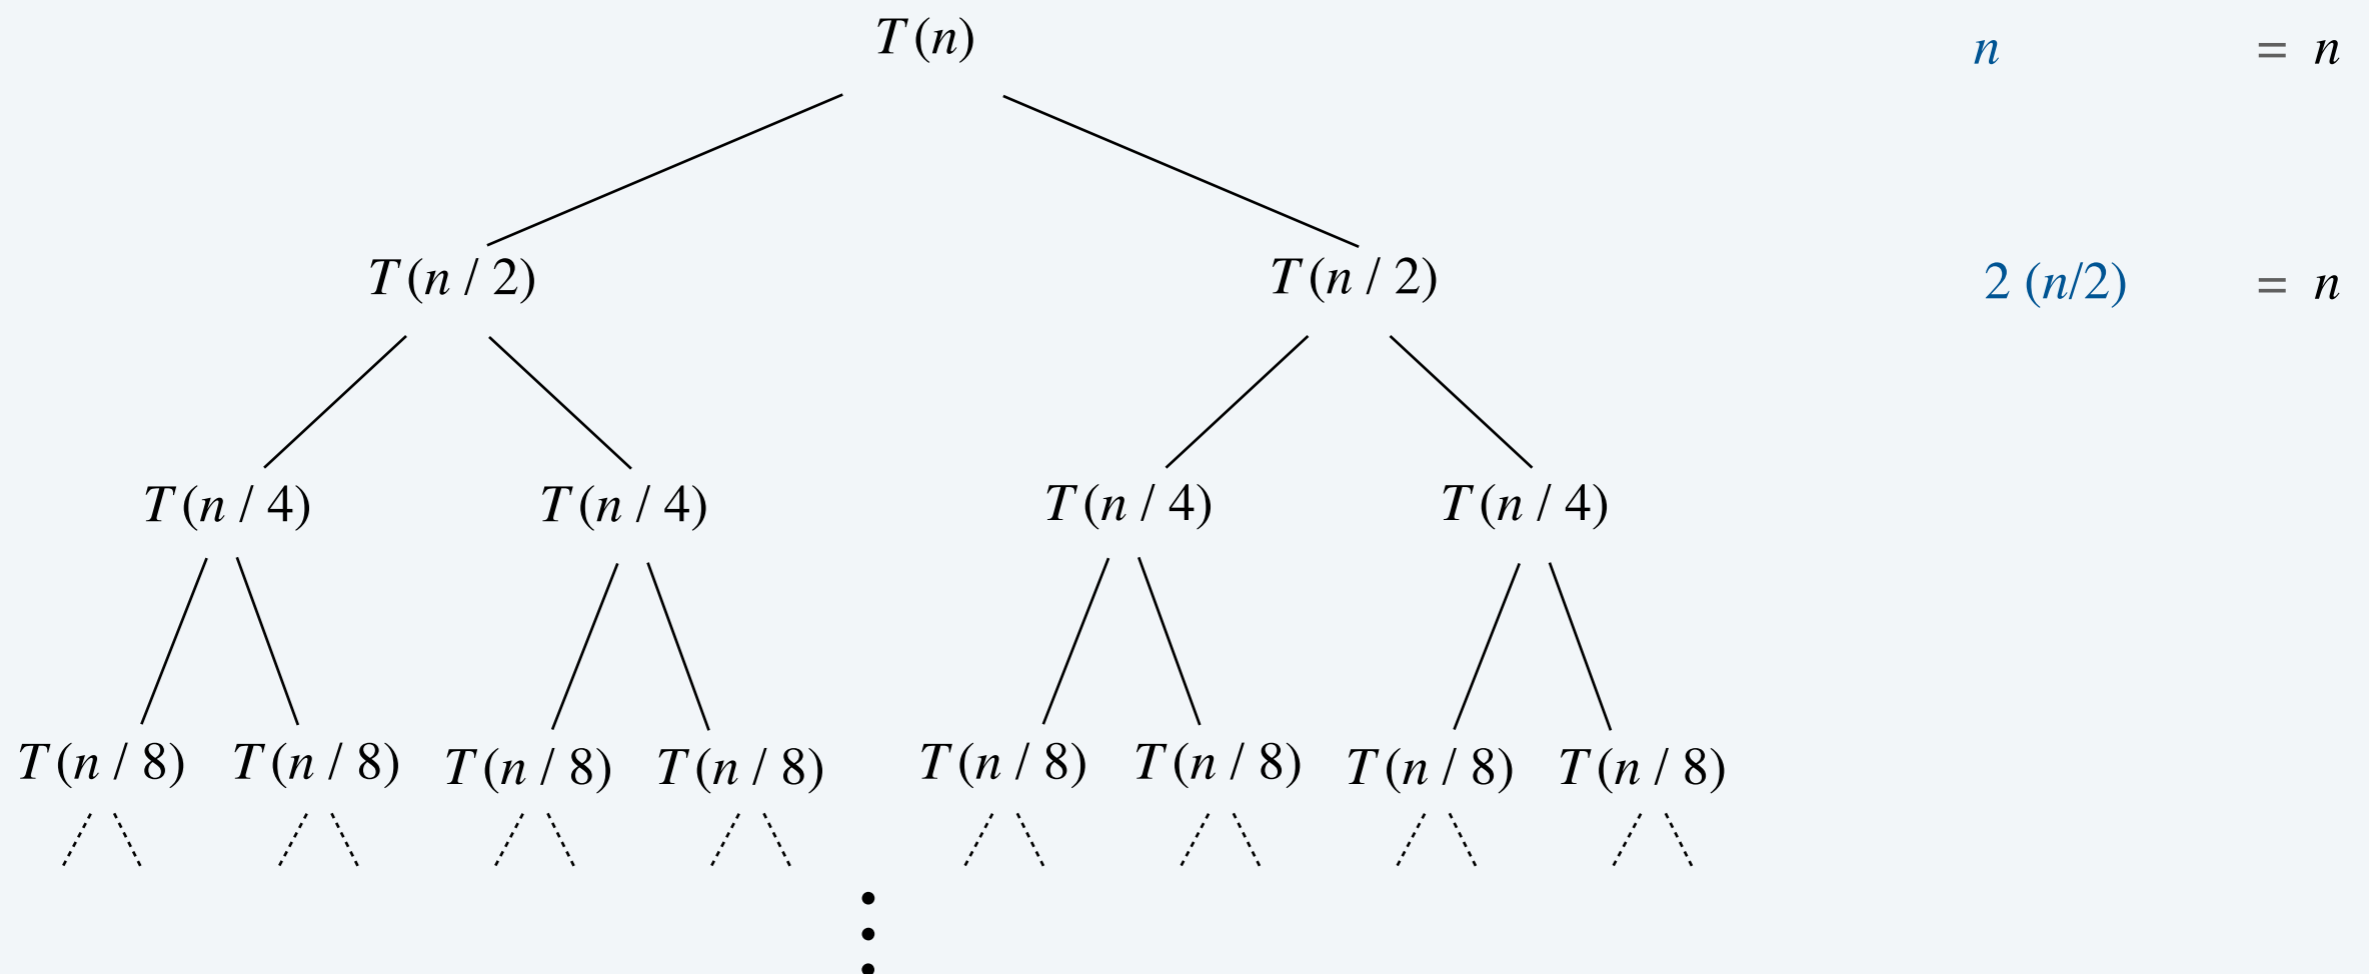 T(n) n = n
T(n / 2) T(n / 2) 2 (n/2) = n
T(n / 4) T(n / 4) T(n / 4) T(n / 4)
T(n / 8) T(n / 8) T(n / 8) T(n / 8) T(n / 8) T(n / 8) T(n / 8) T(n / 8)